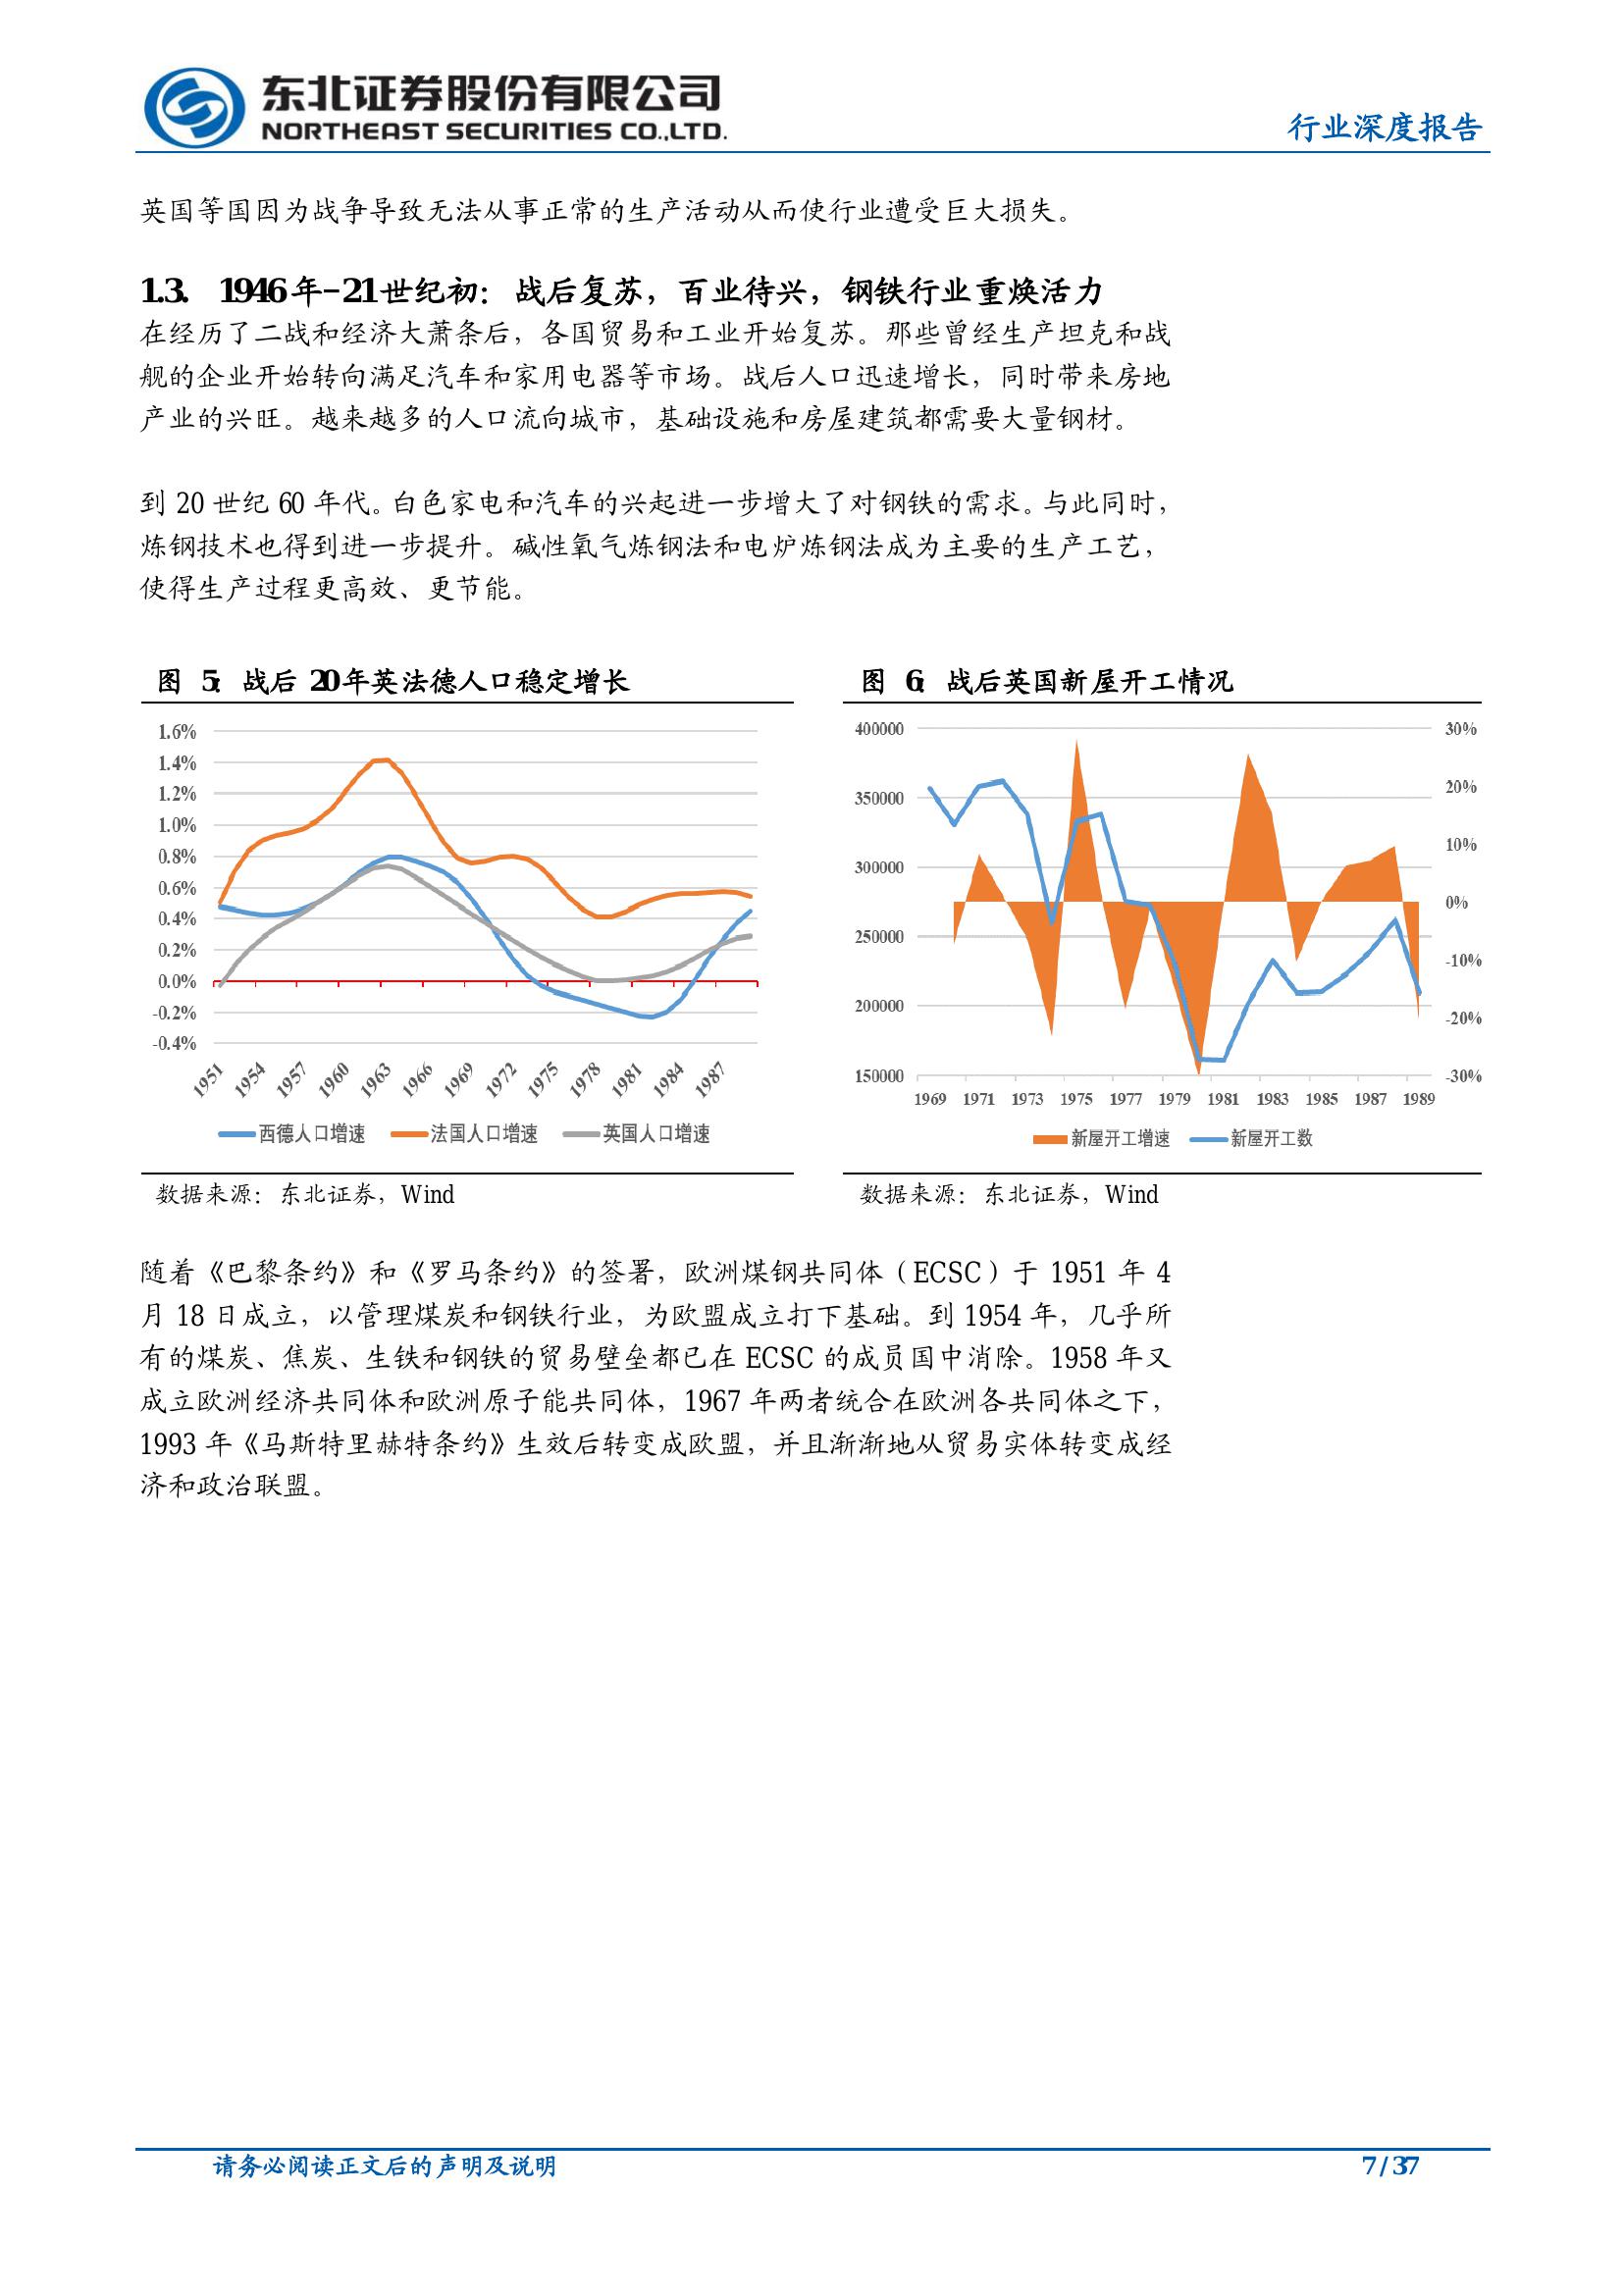 东北证券股份有限公司
NORTHEAST SECURITIES CO.,LTD.
行业深度报告
英国等国因为战争导致无法从事正常的生产活动从而使行业遭受巨大损失。
1.3. 1946年-21世纪初：战后复苏，百业待兴，钢铁行业重焕活力
在经历了二战和经济大萧条后，各国贸易和工业开始复苏。那些曾经生产坦克和战
舰的企业开始转向满足汽车和家用电器等市场。战后人口迅速增长，同时带来房地
产业的兴旺。越来越多的人口流向城市，基础设施和房屋建筑都需要大量钢材。
到 20 世纪 60 年代。白色家电和汽车的兴起进一步增大了对钢铁的需求。与此同时，
炼钢技术也得到进一步提升。碱性氧气炼钢法和电炉炼钢法成为主要的生产工艺，
使得生产过程更高效、更节能。
图 5：战后 20年英法德人口稳定增长
1.6%
1.4%
1.2%
1.0%
0.8%
0.6%
0.4%
0.2%
0.0%
-0.2%
-0.4%
1951 1954 1957 1960 1963 1966 1969 1972 1975 1978 1981 1984 1987
西德人口增速 法国人口增速 英国人口增速
数据来源：东北证券，Wind
图 6：战后英国新屋开工情况
400000
350000
300000
250000
200000
150000
30%
20%
10%
0%
-10%
-20%
-30%
1969 1971 1973 1975 1977 1979 1981 1983 1985 1987 1989
新屋开工增速 新屋开工数
数据来源：东北证券，Wind
随着《巴黎条约》和《罗马条约》的签署，欧洲煤钢共同体（ECSC）于 1951 年 4
月 18 日成立，以管理煤炭和钢铁行业，为欧盟成立打下基础。到 1954 年，几乎所
有的煤炭、焦炭、生铁和钢铁的贸易壁垒都已在 ECSC 的成员国中消除。1958 年又
成立欧洲经济共同体和欧洲原子能共同体，1967 年两者统合在欧洲各共同体之下，
1993 年《马斯特里赫特条约》生效后转变成欧盟，并且渐渐地从贸易实体转变成经
济和政治联盟。
请务必阅读正文后的声明及说明
7 / 37